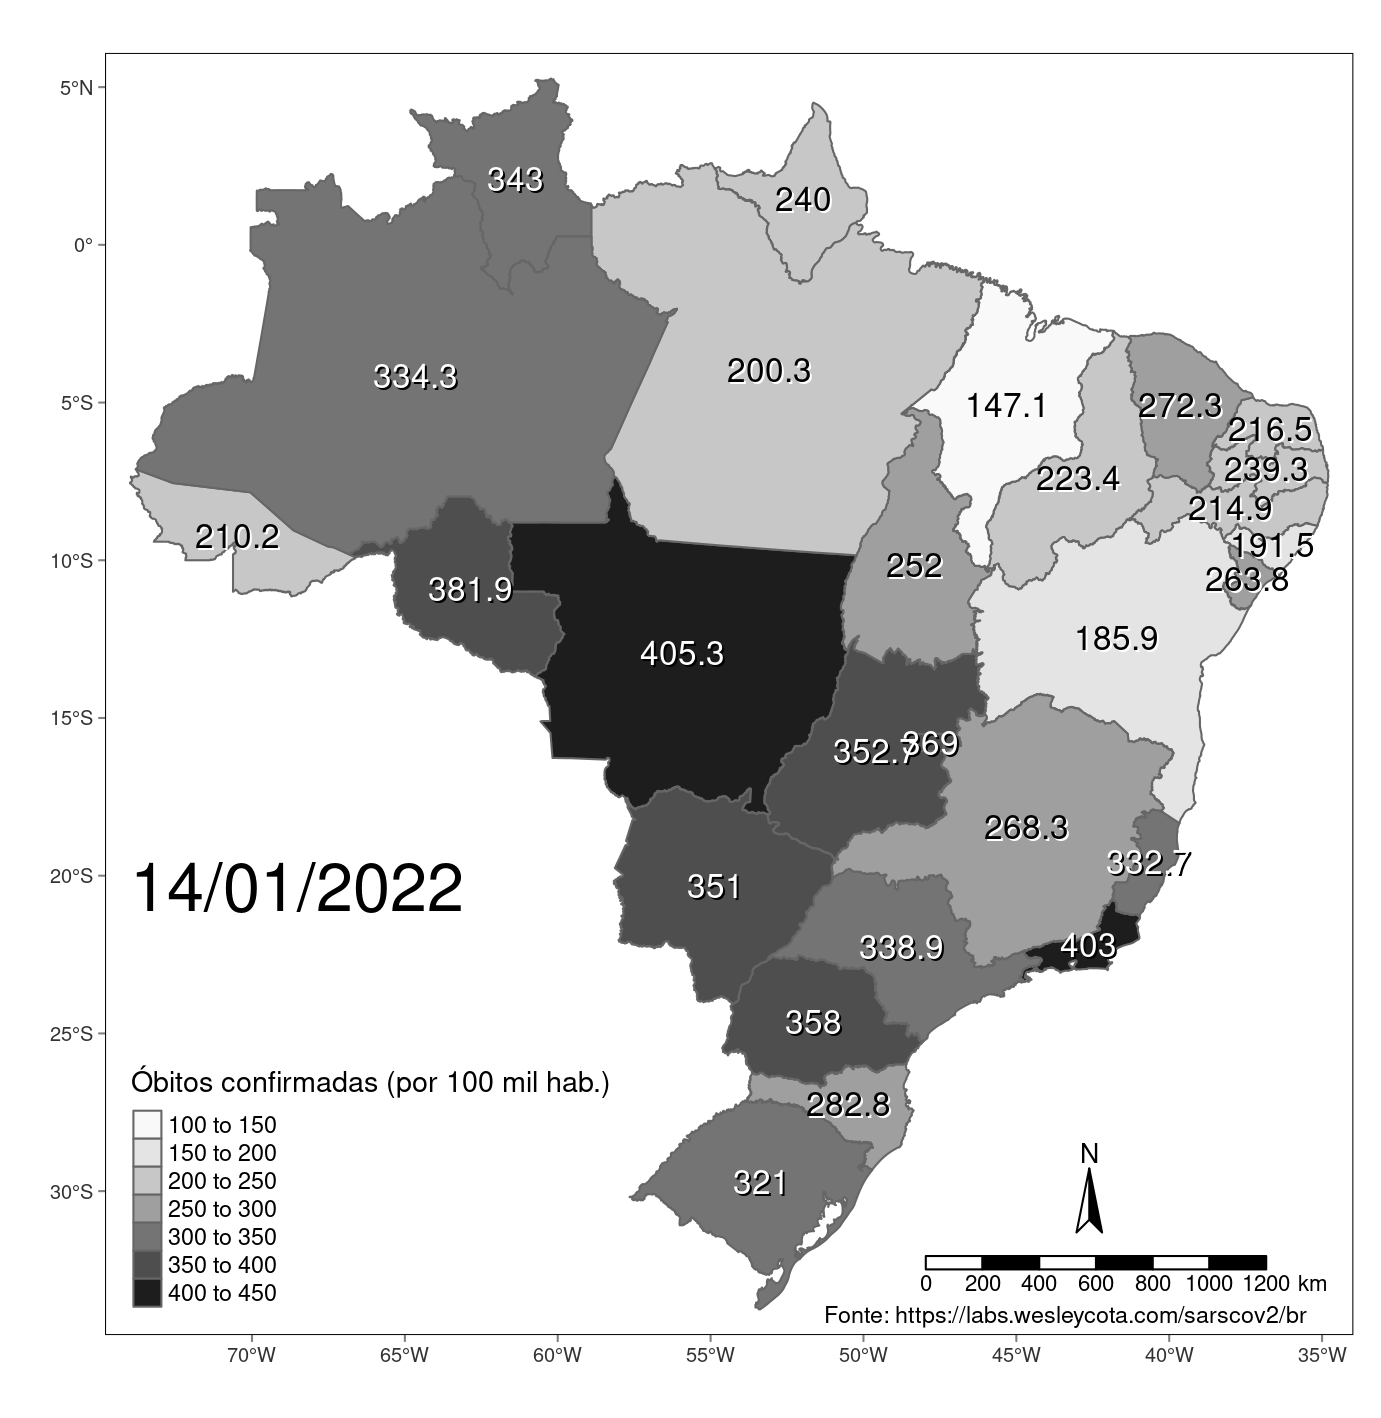 5°N
0°
5°S
10°S
15°S
20°S
25°S
30°S
343
240
334.3
200.3
147.1
272.3
216.5
239.3
223.4
214.9
210.2
191.5
252
263.8
381.9
405.3
185.9
352.7
369
268.3
332.7
351
338.9
403
358
282.8
321
14/01/2022
Óbitos confirmadas (por 100 mil hab.)
100 to 150
150 to 200
200 to 250
250 to 300
300 to 350
350 to 400
400 to 450
N
0 200 400 600 800 1000 1200 km
Fonte: https://labs.wesleycota.com/sarscov2/br
70°W 65°W 60°W 55°W 50°W 45°W 40°W 35°W